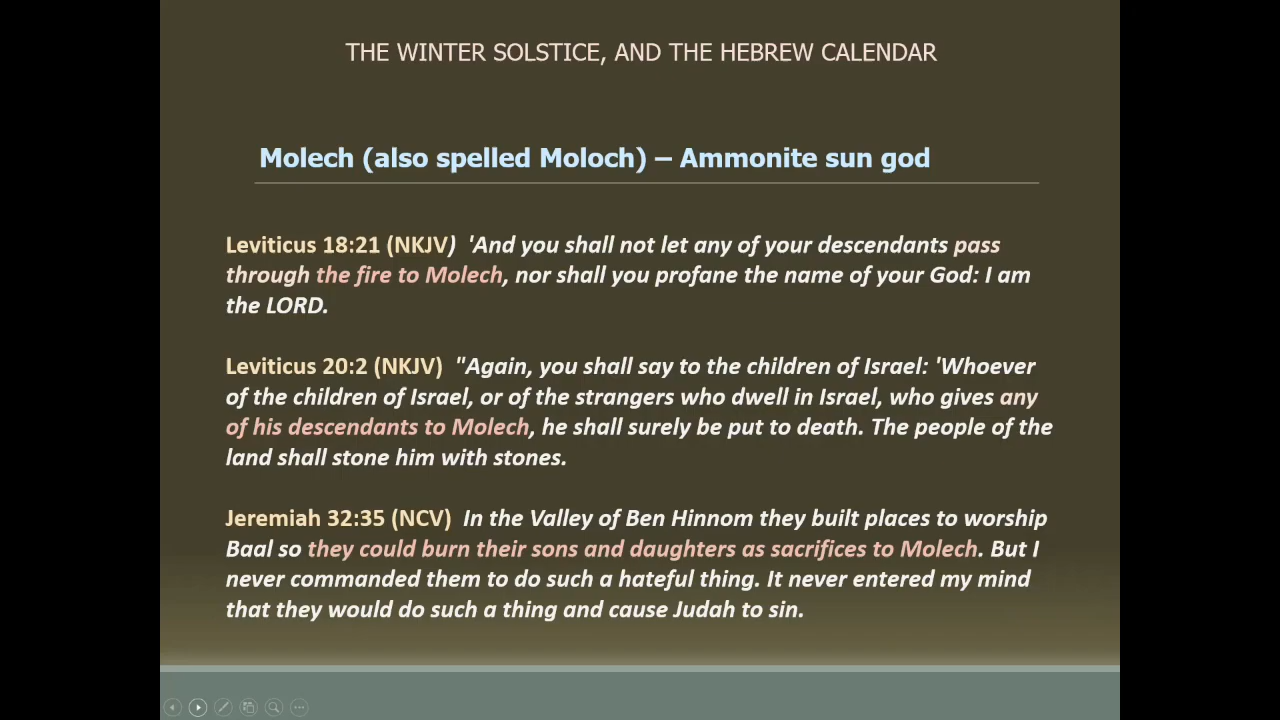 THE WINTER SOLSTICE, AND THE HEBREW CALENDAR
Molech (also spelled Moloch) – Ammonite sun god
Leviticus 18:21 (NKJV)  'And you shall not let any of your descendants pass
through the fire to Molech, nor shall you profane the name of your God: I am
the LORD.
Leviticus 20:2 (NKJV)  "Again, you shall say to the children of Israel: 'Whoever
of the children of Israel, or of the strangers who dwell in Israel, who gives any
of his descendants to Molech, he shall surely be put to death. The people of the
land shall stone him with stones.
Jeremiah 32:35 (NCV)  In the Valley of Ben Hinnom they built places to worship
Baal so they could burn their sons and daughters as sacrifices to Molech. But I
never commanded them to do such a hateful thing. It never entered my mind
that they would do such a thing and cause Judah to sin.